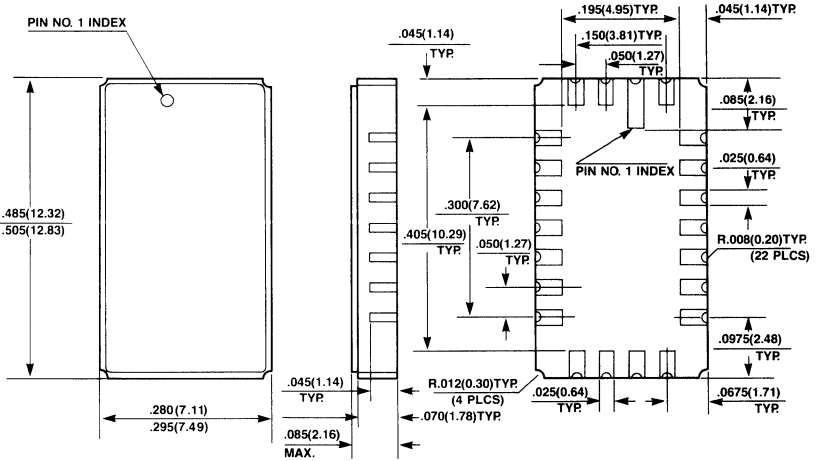 PIN NO. 1 INDEX
.485(12.32)
.505(12.83)
.280(7.11)
.295(7.49)
.045(1.14)
TYP.
.045(1.14)
TYP.
.070(1.78)TYP.
.085(2.16)
MAX.
.195(4.95)TYP.
.045(1.14)TYP.
.150(3.81)TYP.
.050(1.27)
TYP.
.085(2.16)
TYP.
PIN NO. 1 INDEX
.025(0.64)
TYP.
.300(7.62)
TYP.
.405(10.29)
TYP.
.050(1.27)
TYP.
R.008(0.20)TYP.
(22 PLCS)
.0975(2.48)
TYP.
R.012(0.30)TYP.
(4 PLCS)
.025(0.64)
TYP.
.0675(1.71)
TYP.